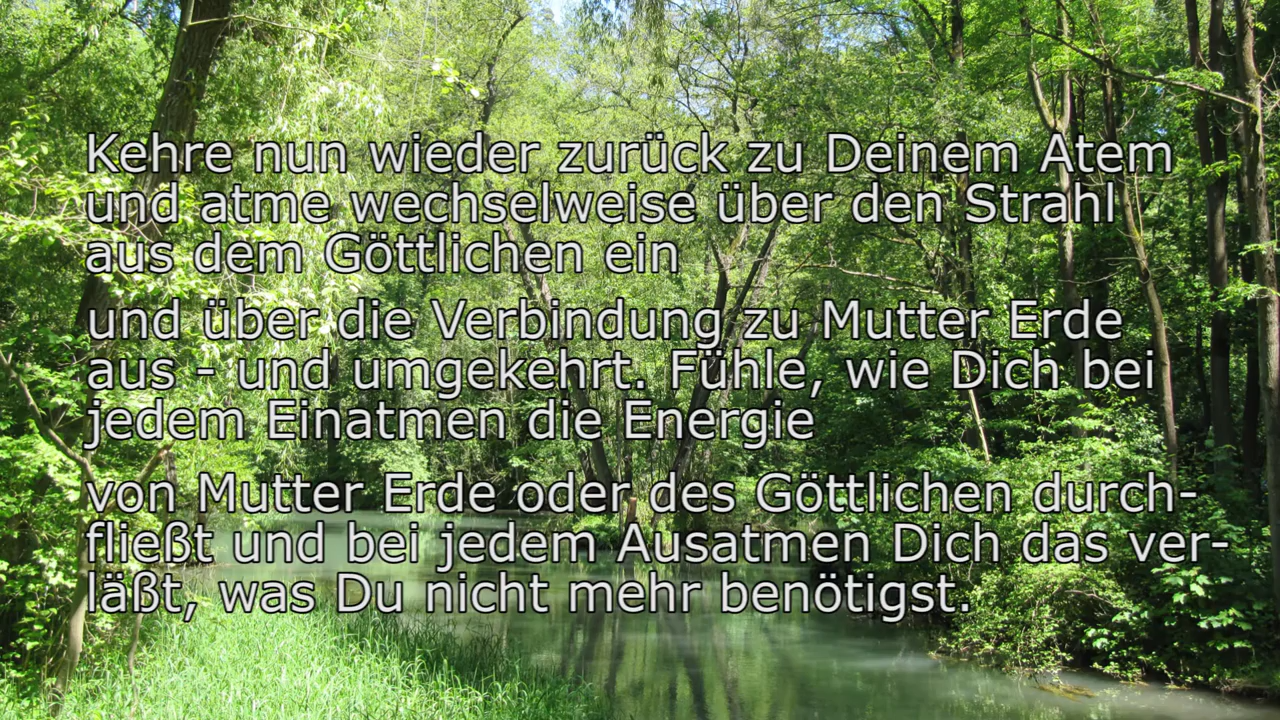 Kehre nun wieder zurück zu Deinem Atem
und atme wechselweise über den Strahl
aus dem Göttlichen ein
und über die Verbindung zu Mutter Erde
aus - und umgekehrt. Fühle, wie Dich bei
jedem Einatmen die Energie
von Mutter Erde oder des Göttlichen durch-
fließt und bei jedem Ausatmen Dich das ver-
läßt, was Du nicht mehr benötigst.